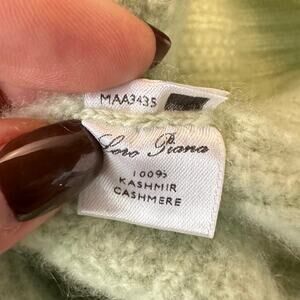 MAA3435
Loro Piana
100%
KASHMIR
CASHMERE